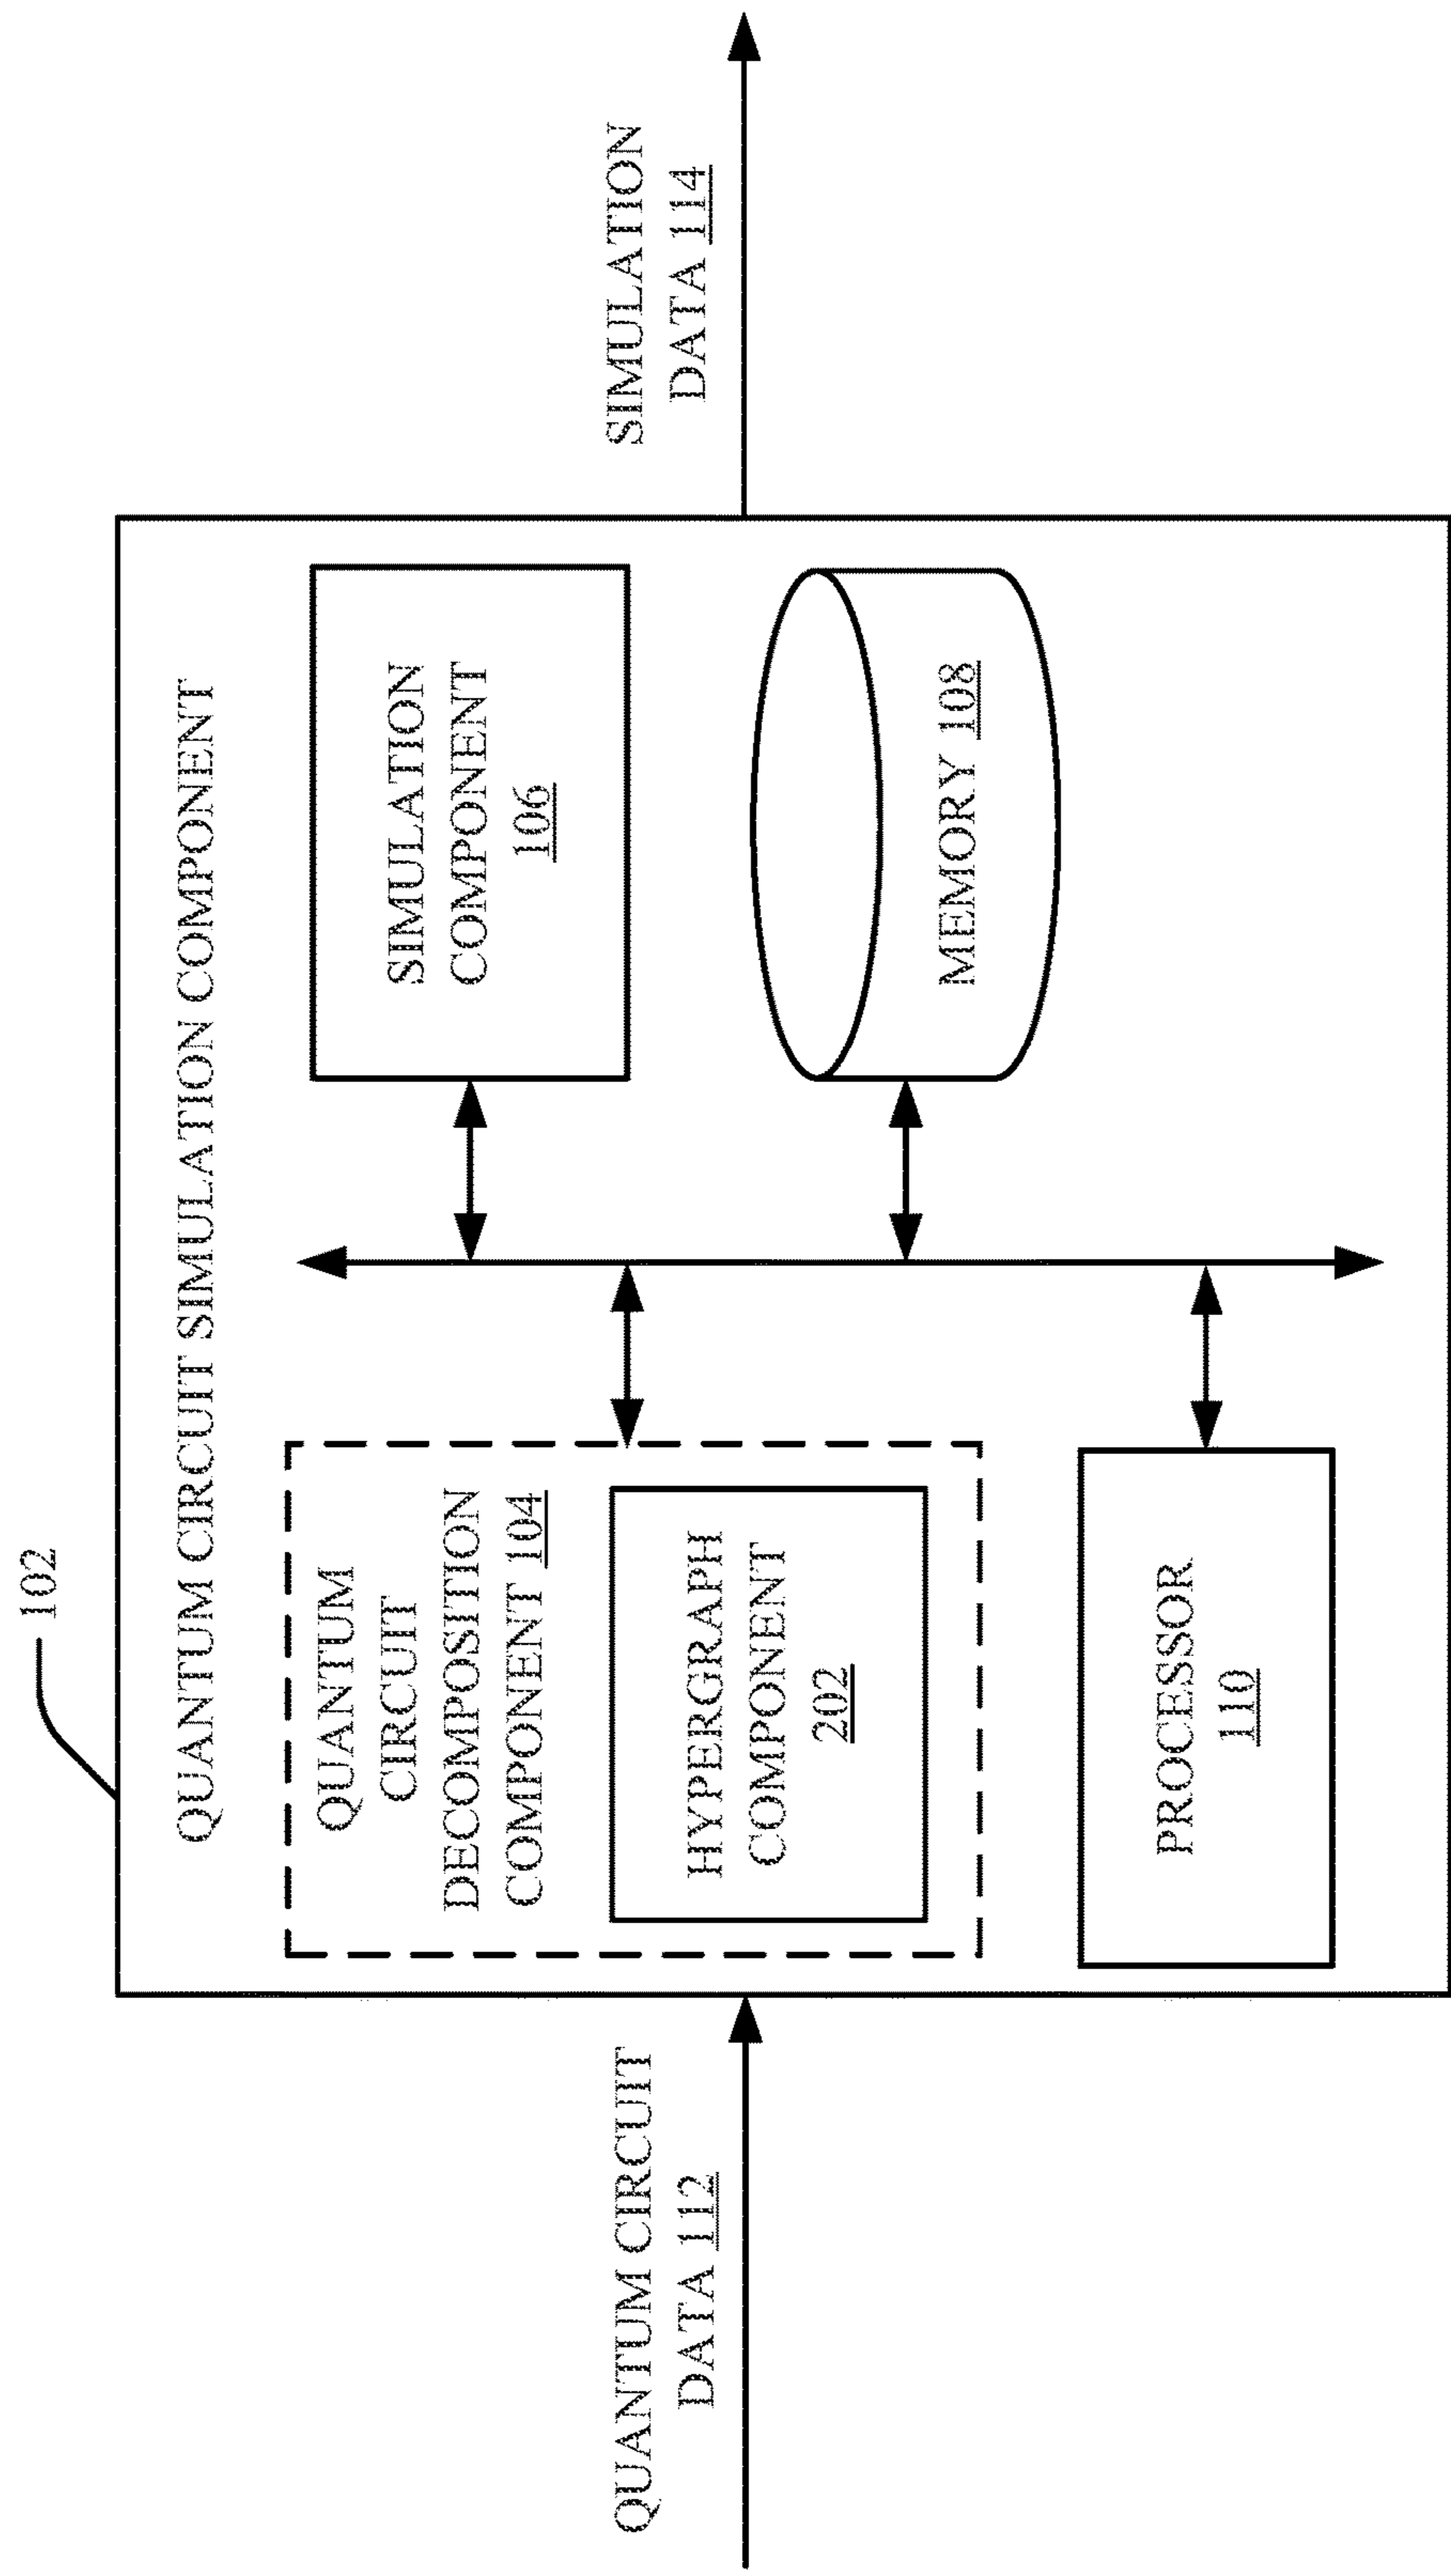 102
QUANTUM CIRCUIT SIMULATION COMPONENT
QUANTUM CIRCUIT
DATA 112
QUANTUM
CIRCUIT
DECOMPOSITION
COMPONENT 104
HYPERGRAPH
COMPONENT
202
PROCESSOR
110
SIMULATION
COMPONENT
106
MEMORY 108
SIMULATION
DATA 114